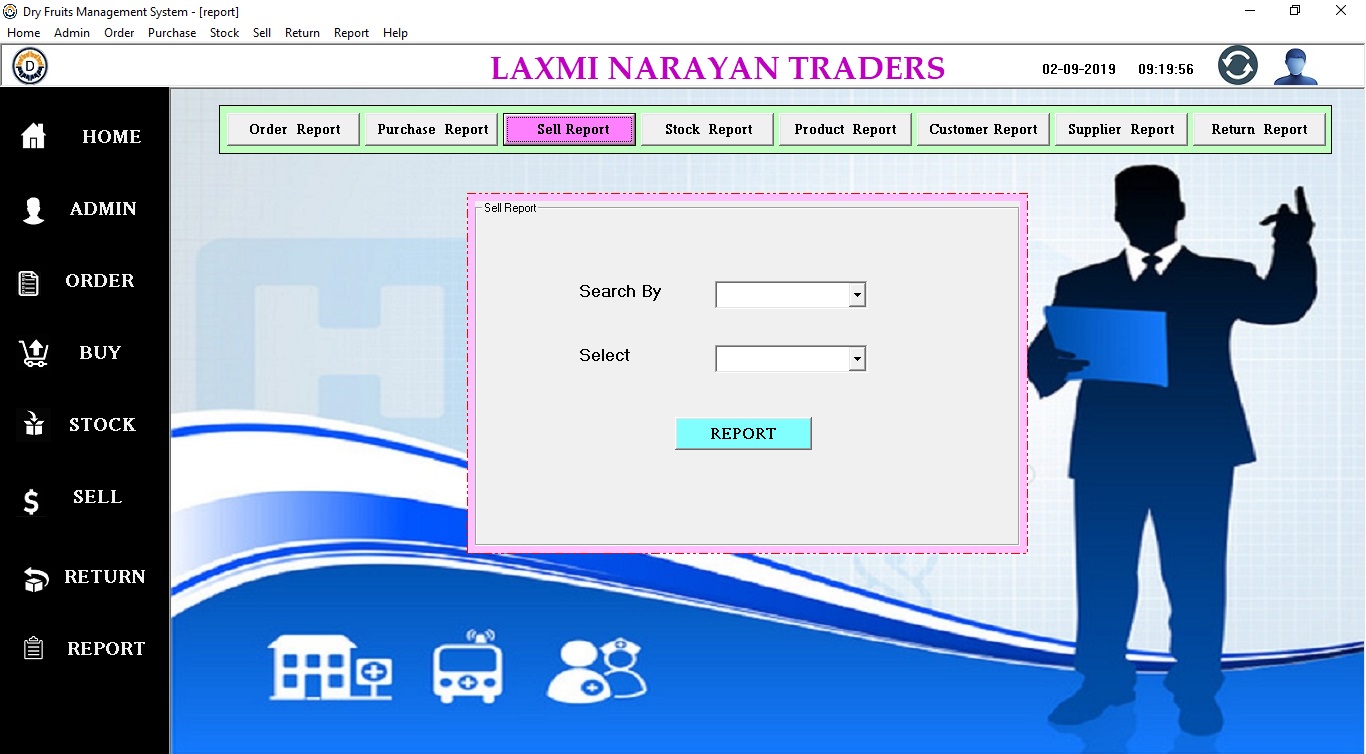 Dry Fruits Management System - [report]
Home Admin Order Purchase Stock Sell Return Report Help
D LAXMI NARAYAN TRADERS 02-09-2019 09:19:56
Order Report Purchase Report Sell Report Stock Report Product Report Customer Report Supplier Report Return Report
HOME
ADMIN
ORDER
BUY
STOCK
SELL
RETURN
REPORT
Sell Report
Search By
Select
REPORT
H